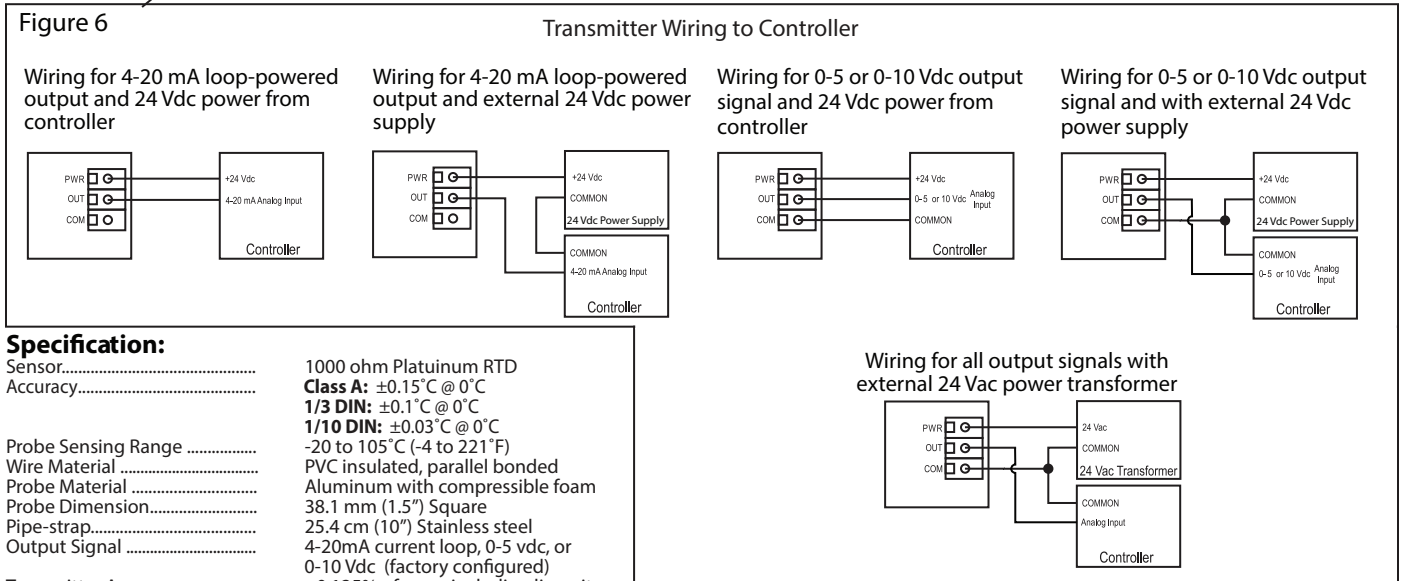 Figure 6
Transmitter Wiring to Controller
Wiring for 4-20 mA loop-powered
output and 24 Vdc power from
controller
PWR
OUT
COM
+24 Vdc
4-20 mA Analog Input
Controller
Wiring for 4-20 mA loop-powered
output and external 24 Vdc power
supply
PWR
OUT
COM
+24 Vdc
COMMON
24 Vdc Power Supply
COMMON
4-20 mA Analog Input
Controller
Wiring for 0-5 or 0-10 Vdc output
signal and 24 Vdc power from
controller
PWR
OUT
COM
+24 Vdc
0-5 or 10 Vdc Analog Input
COMMON
Controller
Wiring for 0-5 or 0-10 Vdc output
signal and with external 24 Vdc
power supply
PWR
OUT
COM
+24 Vdc
COMMON
24 Vdc Power Supply
COMMON
0-5 or 10 Vdc Analog Input
Controller
Specification:
Sensor............................................... 1000 ohm Platuinum RTD
Accuracy........................................... Class A: ±0.15˚C @ 0˚C
1/3 DIN: ±0.1˚C @ 0˚C
1/10 DIN: ±0.03˚C @ 0˚C
Probe Sensing Range ................. -20 to 105˚C (-4 to 221˚F)
Wire Material ................................. PVC insulated, parallel bonded
Probe Material .............................. Aluminum with compressible foam
Probe Dimension.......................... 38.1 mm (1.5”) Square
Pipe-strap....................................... 25.4 cm (10”) Stainless steel
Output Signal ................................ 4-20mA current loop, 0-5 vdc, or
0-10 Vdc (factory configured)
Wiring for all output signals with
external 24 Vac power transformer
PWR
OUT
COM
24 Vac
COMMON
24 Vac Transformer
COMMON
Analog Input
Controller